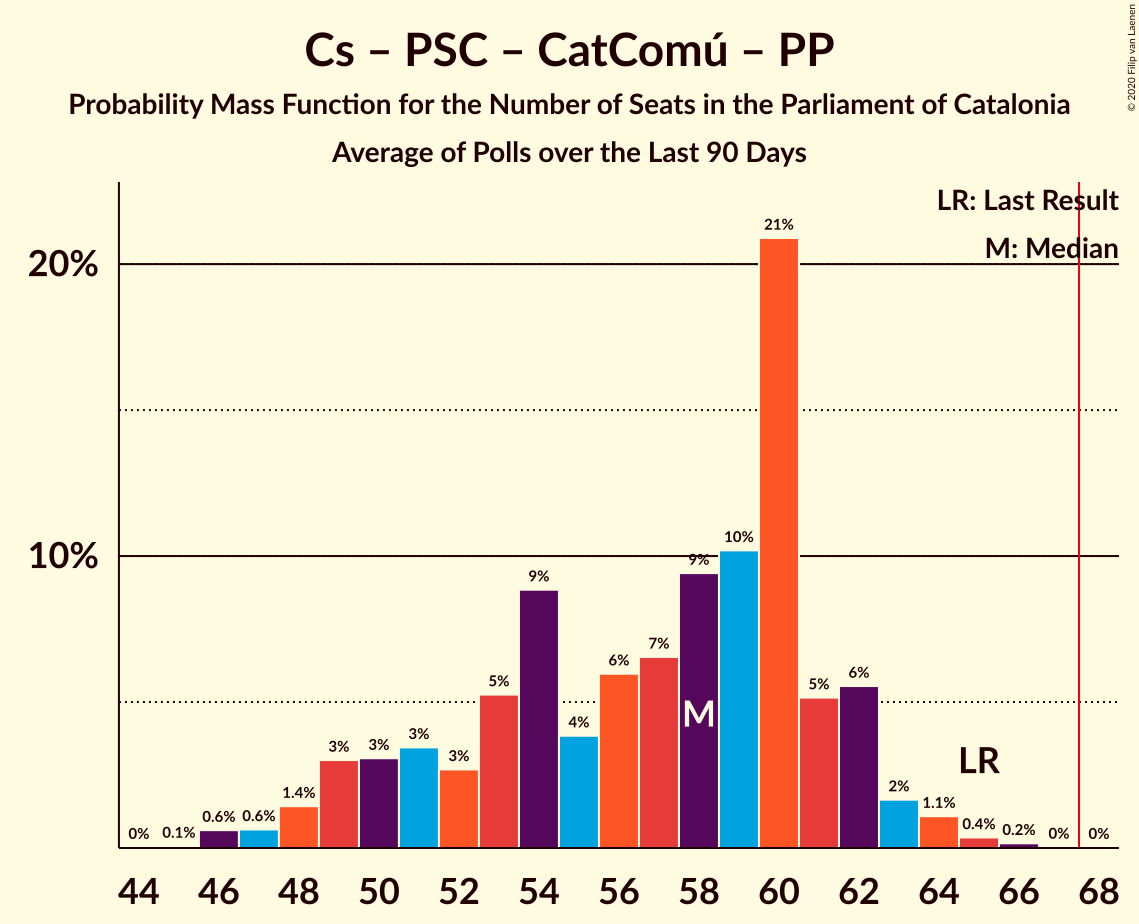 Cs – PSC – CatComú – PP
Probability Mass Function for the Number of Seats in the Parliament of Catalonia
Average of Polls over the Last 90 Days
© 2020 Filip van Laenen
LR: Last Result
M: Median
20%
10%
0% 0.1% 0.6% 0.6% 1.4% 3% 3% 3% 3% 5% 9% 4% 6% 7% 9% 10% 21% 5% 6% 2% 1.1% 0.4% 0.2% 0% 0%
M
LR
44 46 48 50 52 54 56 58 60 62 64 66 68